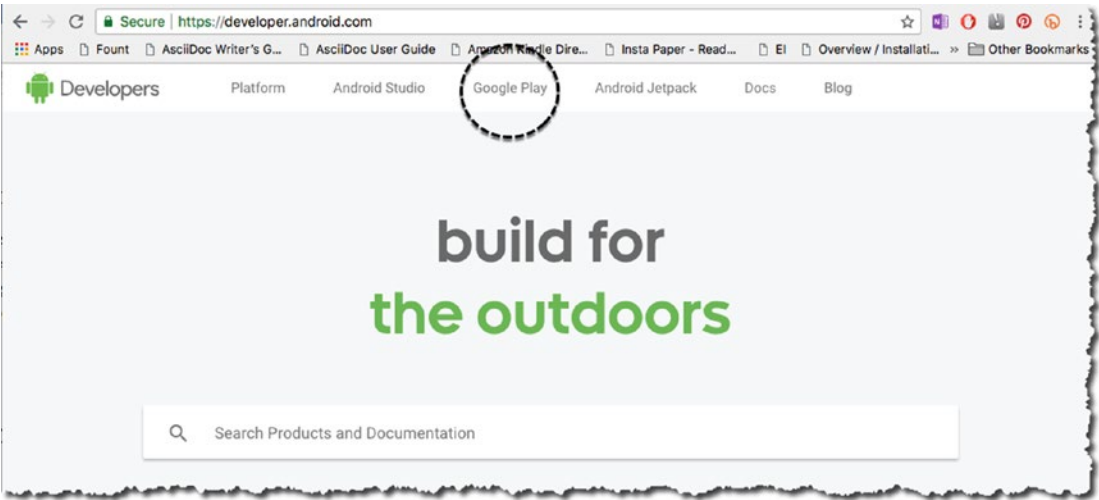 Secure | https://developer.android.com
Apps Fount AsciiDoc Writer's G... AsciiDoc User Guide Amazon Kindle Dire... Insta Paper - Read... EI Overview / Installati... » Other Bookmarks
Developers Platform Android Studio Google Play Android Jetpack Docs Blog
build for
the outdoors
Search Products and Documentation